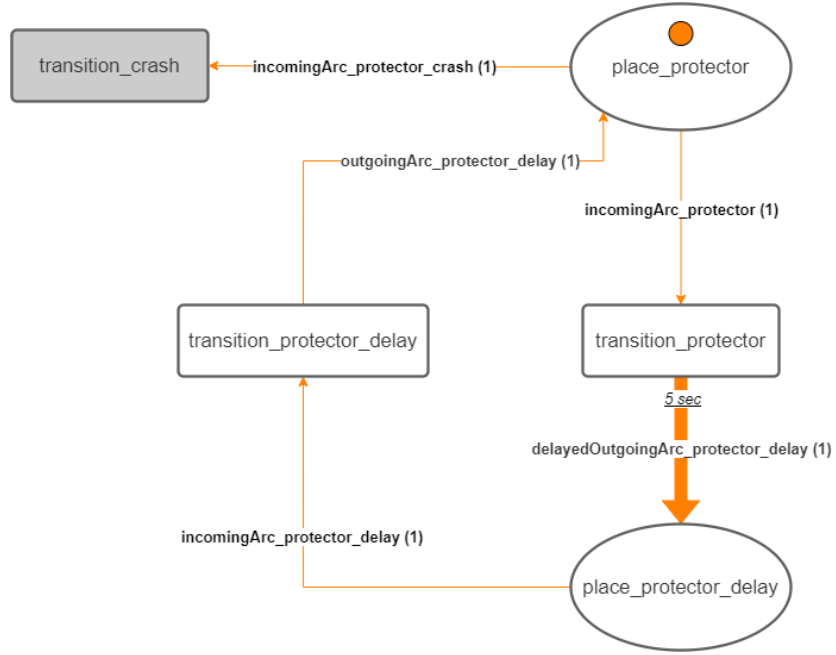 transition_crash
incomingArc_protector_crash (1)
place_protector
outgoingArc_protector_delay (1)
incomingArc_protector (1)
transition_protector_delay
transition_protector
5 sec
delayedOutgoingArc_protector_delay (1)
incomingArc_protector_delay (1)
place_protector_delay